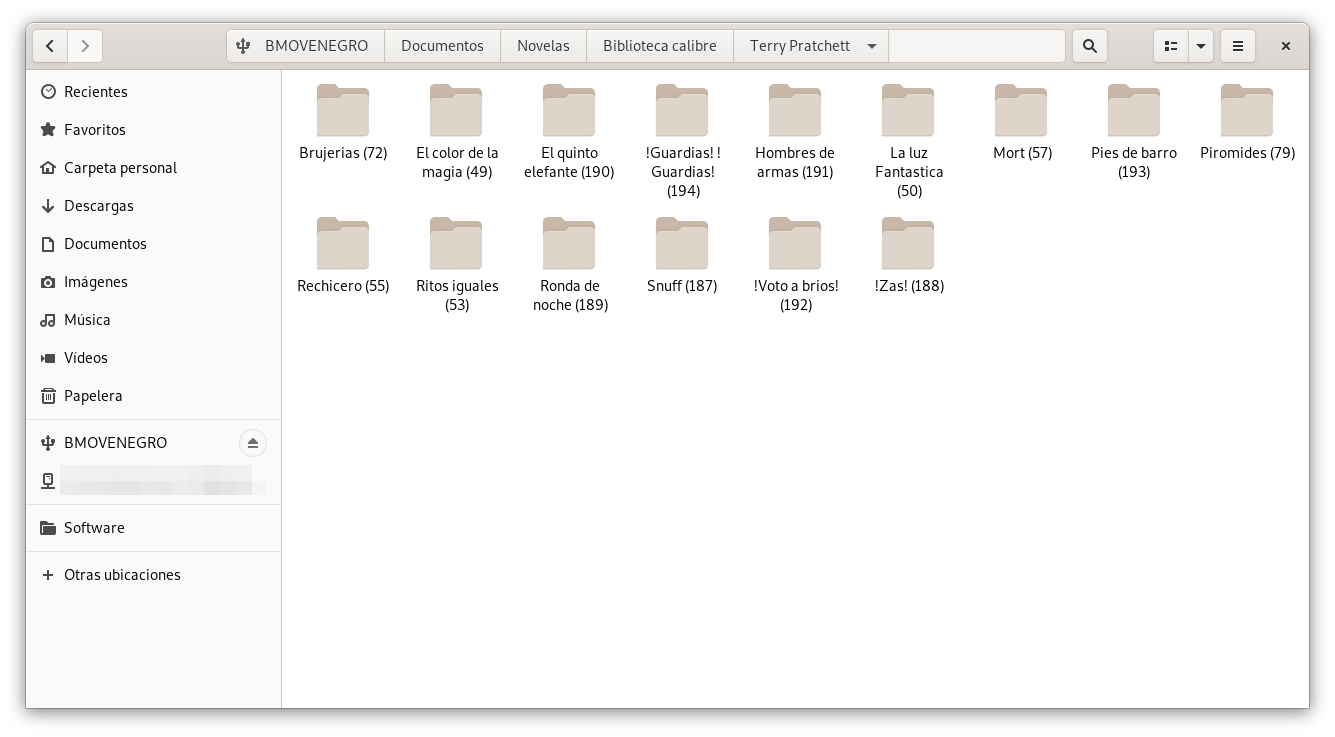 BMOVENEGRO Documentos Novelas Biblioteca calibre Terry Pratchett
Recientes
Favoritos
Carpeta personal
Descargas
Documentos
Imágenes
Música
Vídeos
Papelera
BMOVENEGRO
Software
Otras ubicaciones
Brujerias (72)
El color de la
magia (49)
El quinto
elefante (190)
!Guardias! !
Guardias!
(194)
Hombres de
armas (191)
La luz
Fantastica
(50)
Mort (57)
Pies de barro
(193)
Piromides (79)
Rechicero (55)
Ritos iguales
(53)
Ronda de
noche (189)
Snuff (187)
!Voto a brios!
(192)
!Zas! (188)